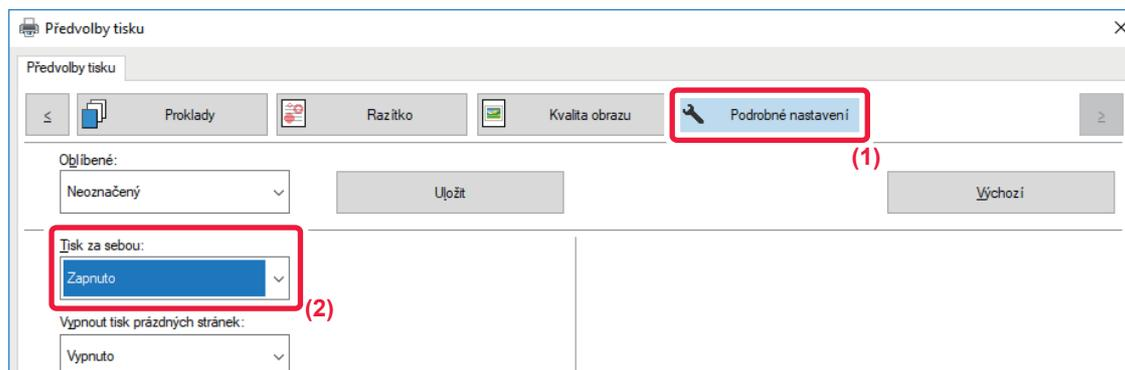 Předvolby tisku
Předvolby tisku
< Proklady Razítko Kvalita obrazu Podrobné nastavení >
(1)
Oblíbené:
Neoznačený Uložit Výchozí
Tisk za sebou:
Zapnuto
(2)
Vypnout tisk prázdných stránek:
Vypnuto